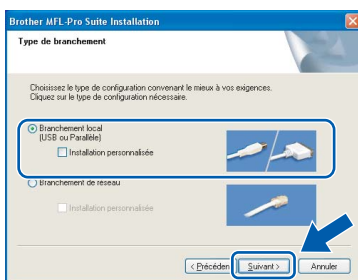 Brother MFL-Pro Suite Installation
Type de branchement
Choisissez le type de configuration convenant le mieux à vos exigences.
Cliquez sur le type de configuration nécessaire.
Branchement local
(USB ou Parallèle)
Installation personnalisée
Branchement de réseau
Installation personnalisée
< Précéden
Suivant >
Annuler